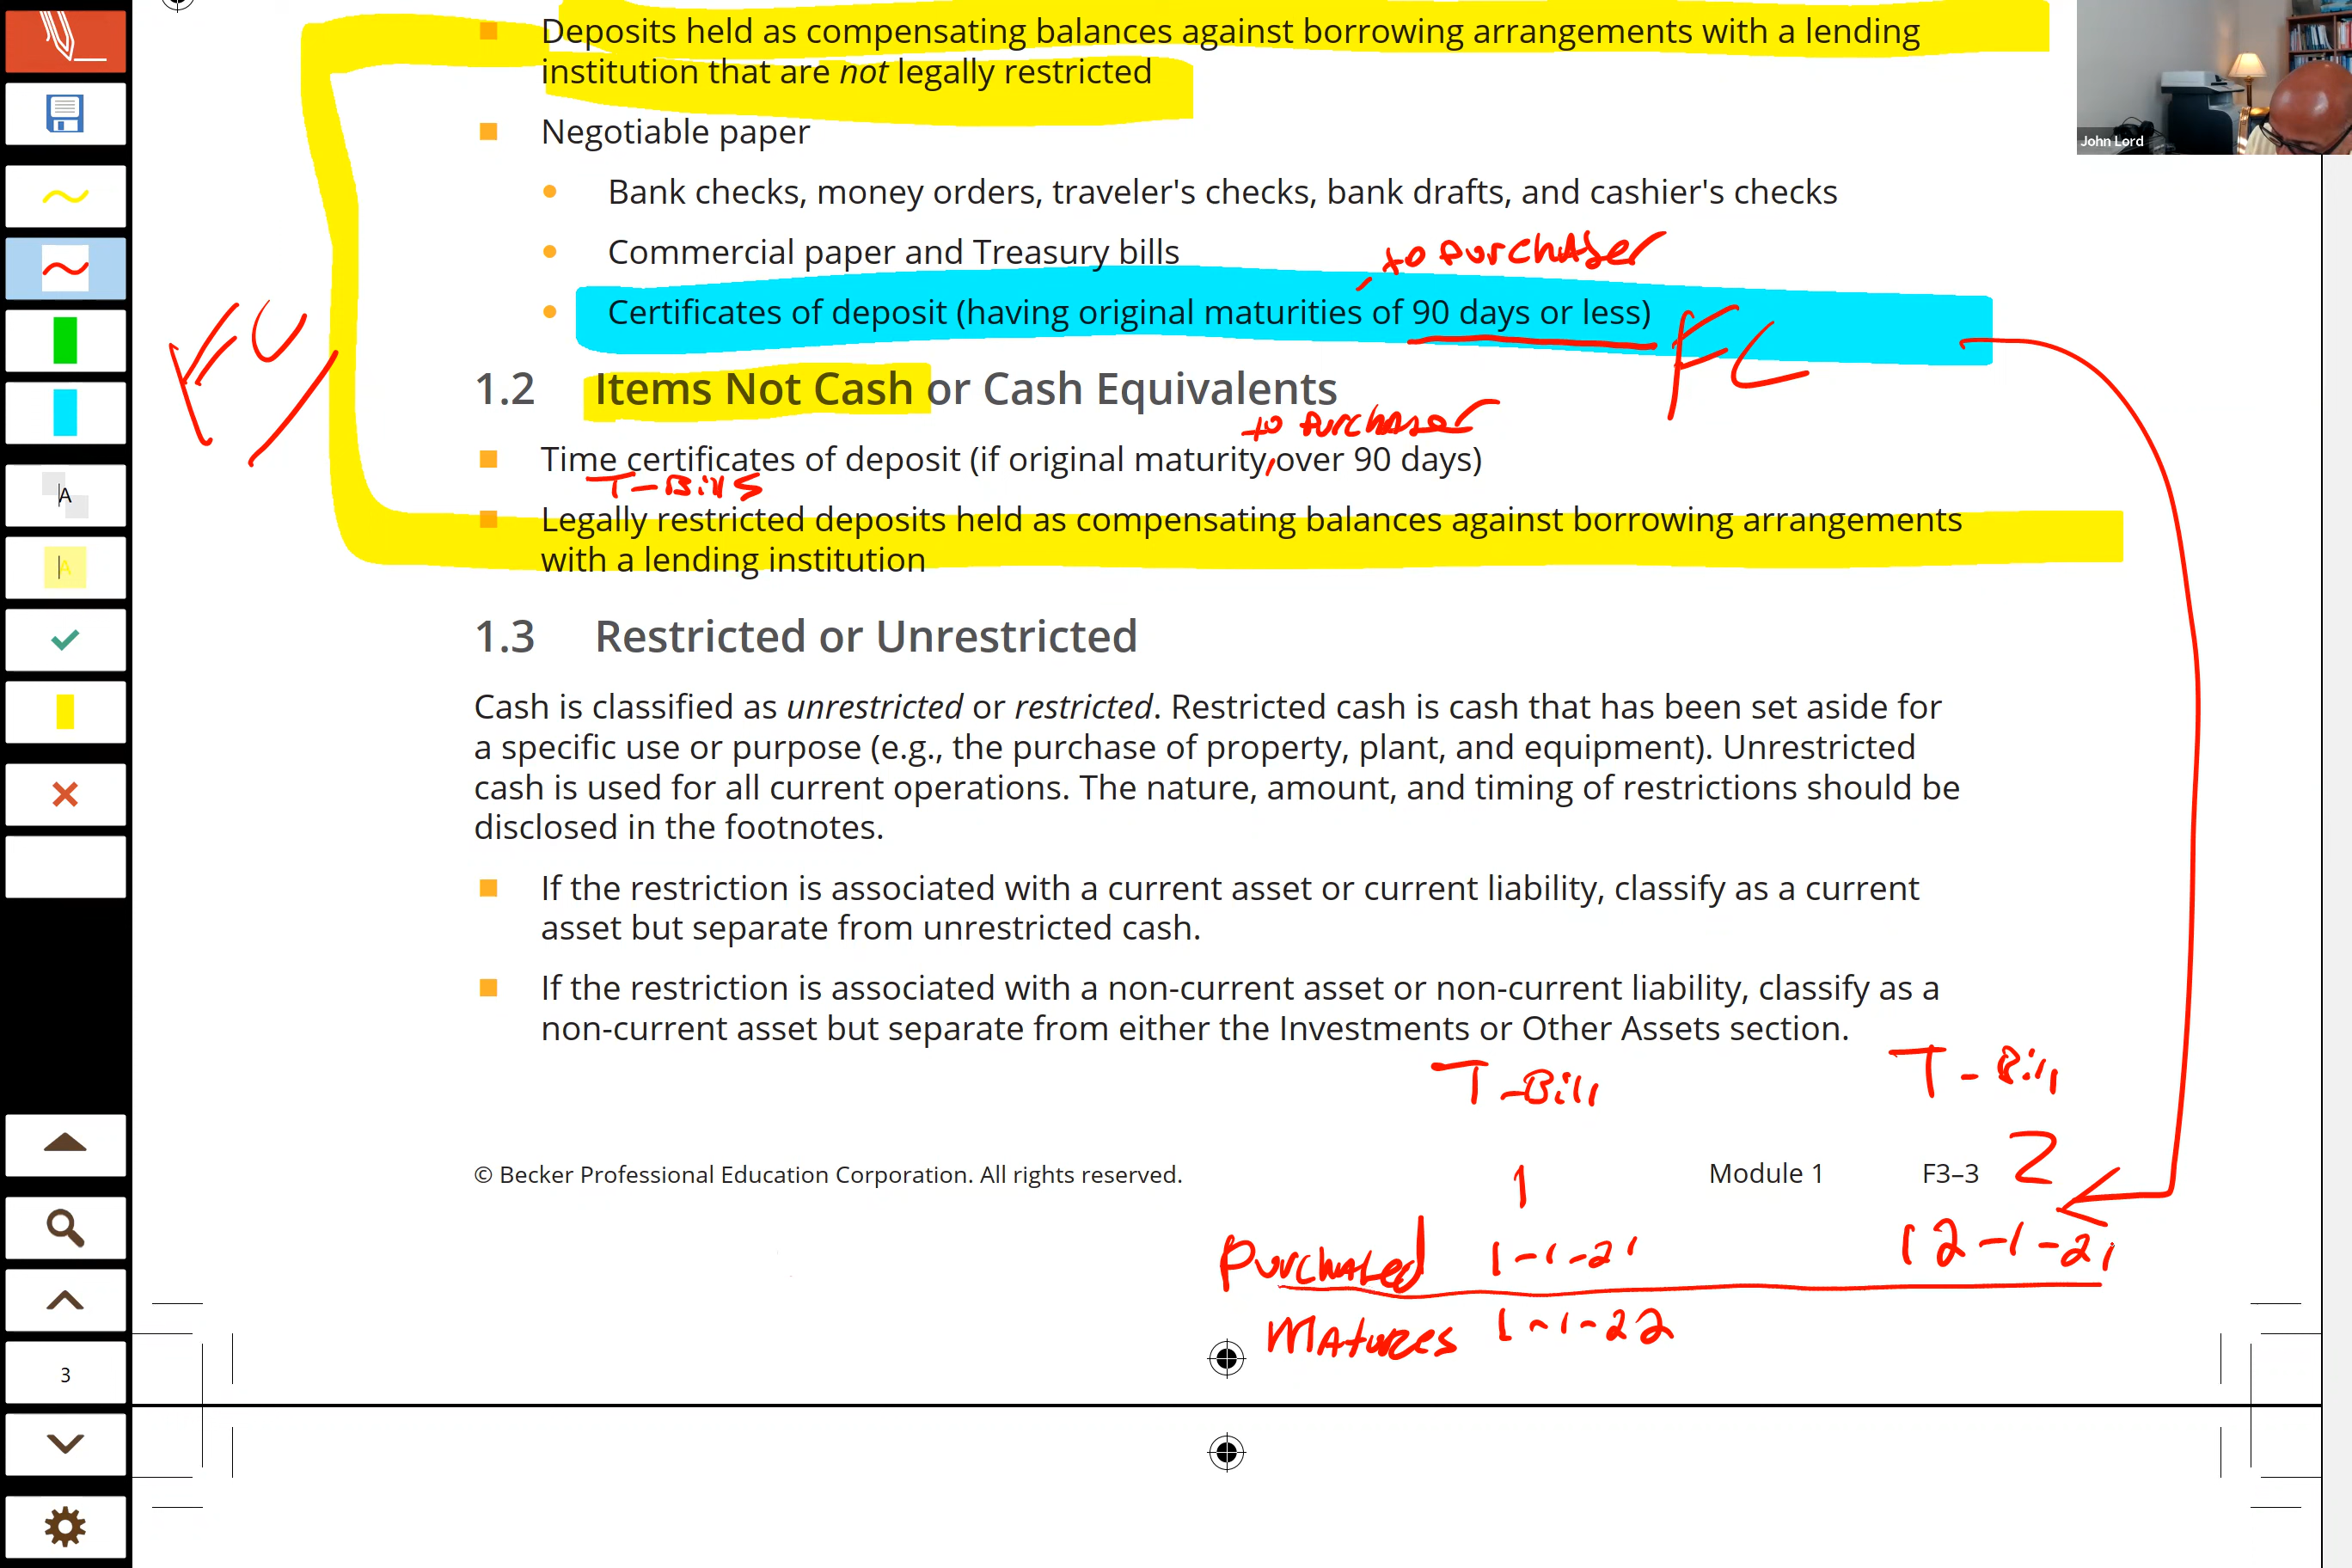 Deposits held as compensating balances against borrowing arrangements with a lending
institution that are not legally restricted
John Lord
Negotiable paper
Bank checks, money orders, traveler's checks, bank drafts, and cashier's checks
Commercial paper and Treasury bills
to Purchaser
Certificates of deposit (having original maturities of 90 days or less)
FC
FC
1.2 Items Not Cash or Cash Equivalents
to Purchaser
Time certificates of deposit (if original maturity, over 90 days)
T-Bills
Legally restricted deposits held as compensating balances against borrowing arrangements
with a lending institution
1.3 Restricted or Unrestricted
Cash is classified as unrestricted or restricted. Restricted cash is cash that has been set aside for
a specific use or purpose (e.g., the purchase of property, plant, and equipment). Unrestricted
cash is used for all current operations. The nature, amount, and timing of restrictions should be
disclosed in the footnotes.
If the restriction is associated with a current asset or current liability, classify as a current
asset but separate from unrestricted cash.
If the restriction is associated with a non-current asset or non-current liability, classify as a
non-current asset but separate from either the Investments or Other Assets section.
T-Bill T-Bill
1 2
© Becker Professional Education Corporation. All rights reserved. Module 1 F3–3
Purchased 1-1-21 12-1-21
Matures 1-1-22
A
A
3